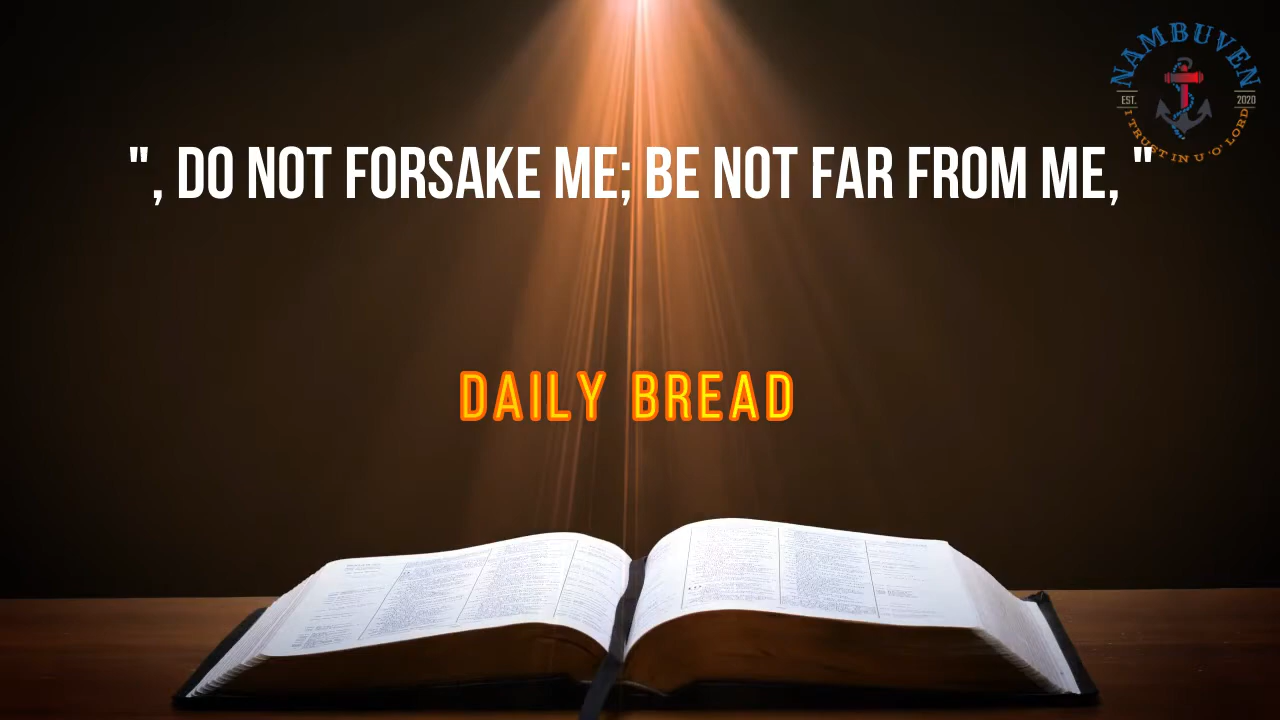 NAMBUVEN
EST. 2020
I TRUST IN U 'O' LORD
", DO NOT FORSAKE ME; BE NOT FAR FROM ME, "
DAILY BREAD